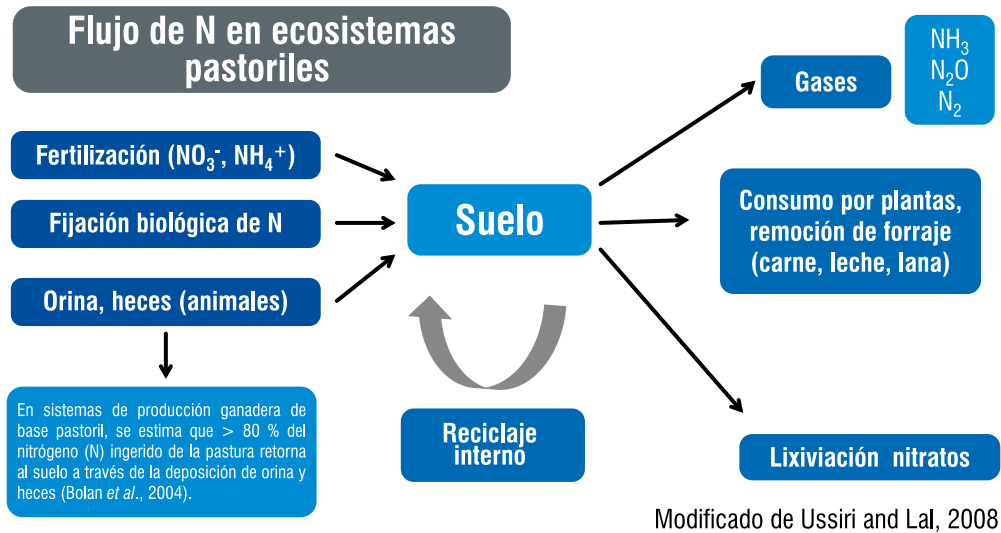 Flujo de N en ecosistemas
pastoriles
Fertilización (NO₃⁻, NH₄⁺)
Fijación biológica de N
Orina, heces (animales)
En sistemas de producción ganadera de
base pastoril, se estima que > 80 % del
nitrógeno (N) ingerido de la pastura retorna
al suelo a través de la deposición de orina y
heces (Bolan et al., 2004).
Suelo
Reciclaje
interno
Gases
NH₃
N₂O
N₂
Consumo por plantas,
remoción de forraje
(carne, leche, lana)
Lixiviación nitratos
Modificado de Ussiri and Lal, 2008